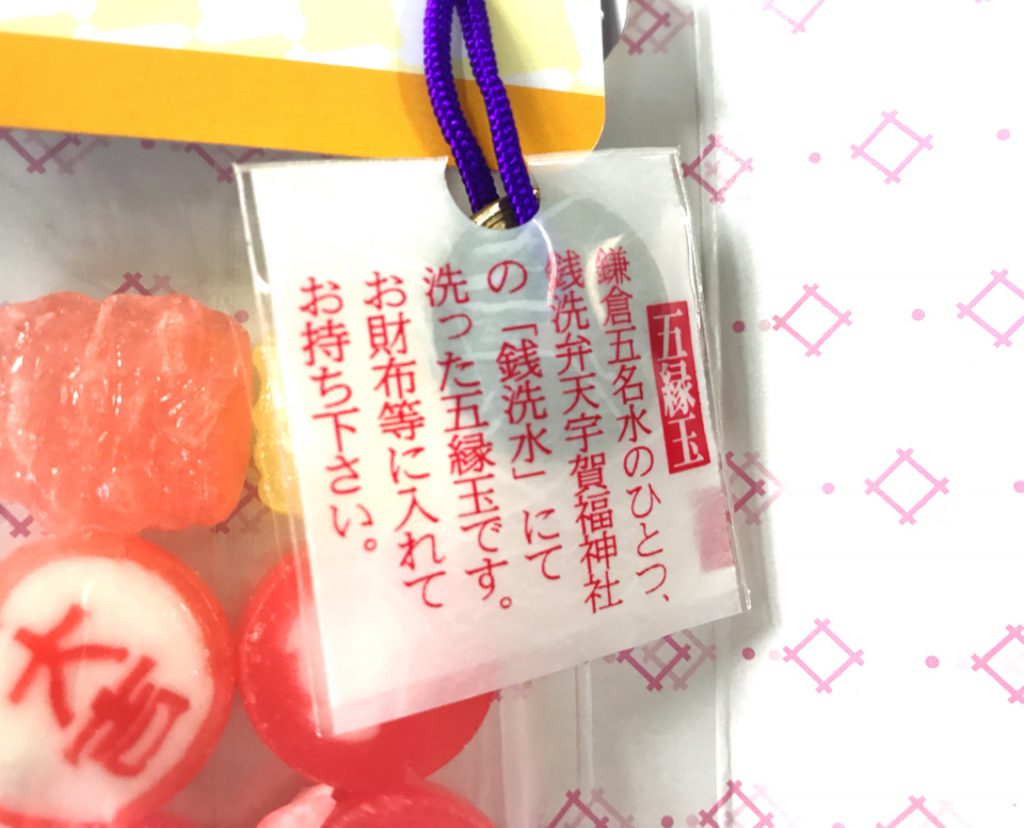 五縁玉
鎌倉五名水のひとつ、
銭洗弁天宇賀福神社
の「銭洗水」にて
洗った五縁玉です。
お財布等に入れて
お持ち下さい。
大吉